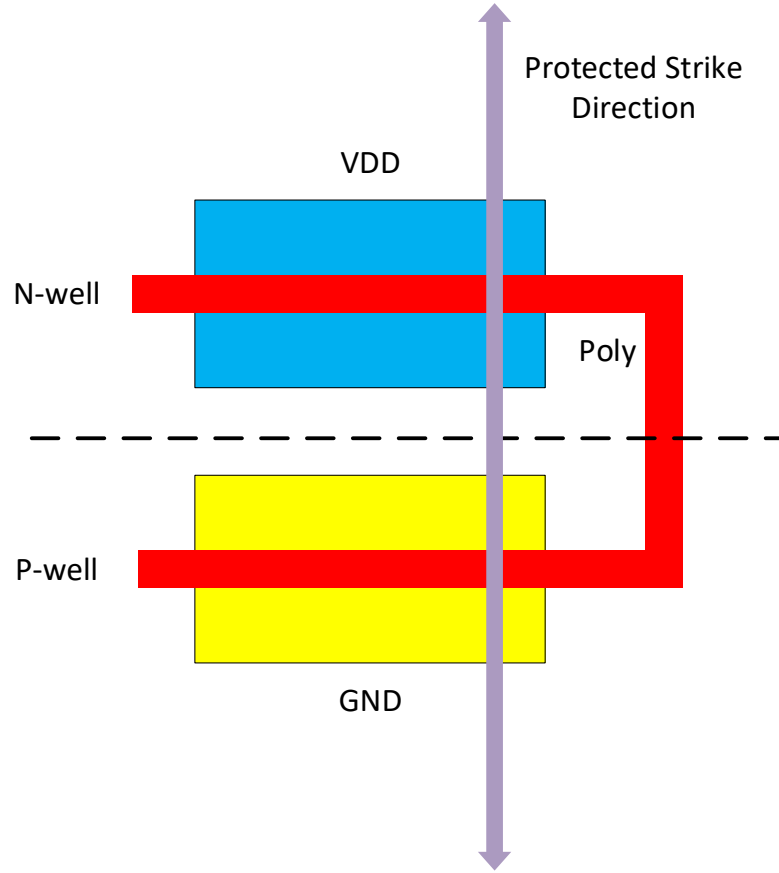 Protected Strike
Direction
VDD
N-well
Poly
P-well
GND